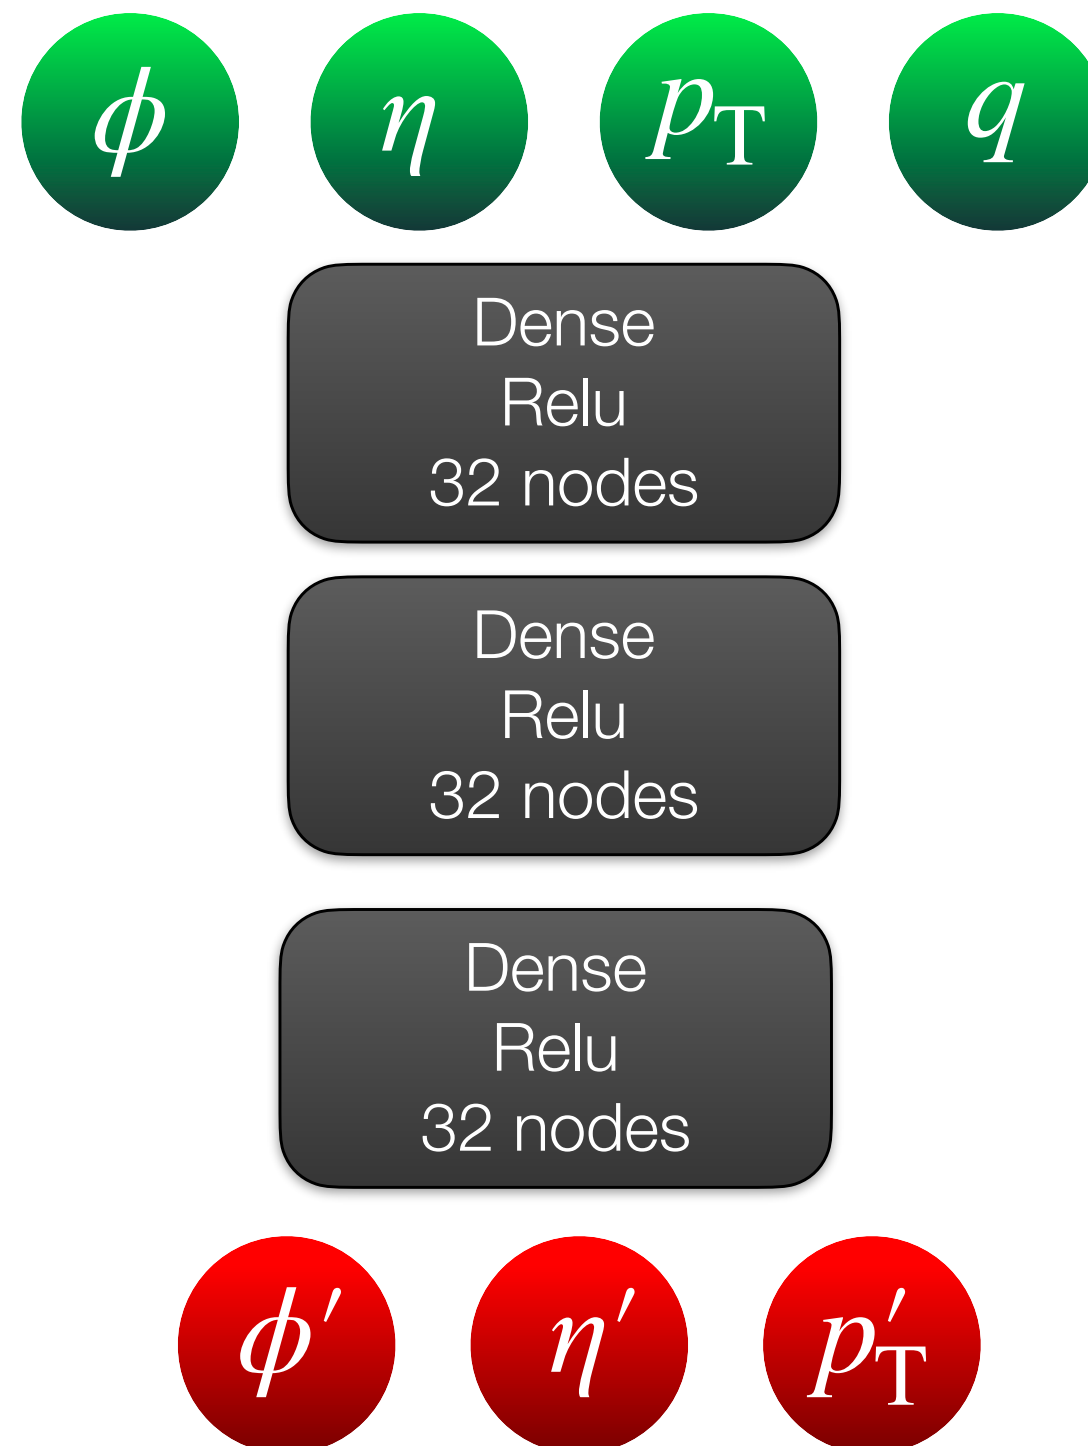 ϕ η p_T q
Dense
Relu
32 nodes
Dense
Relu
32 nodes
Dense
Relu
32 nodes
ϕ′ η′ p′_T